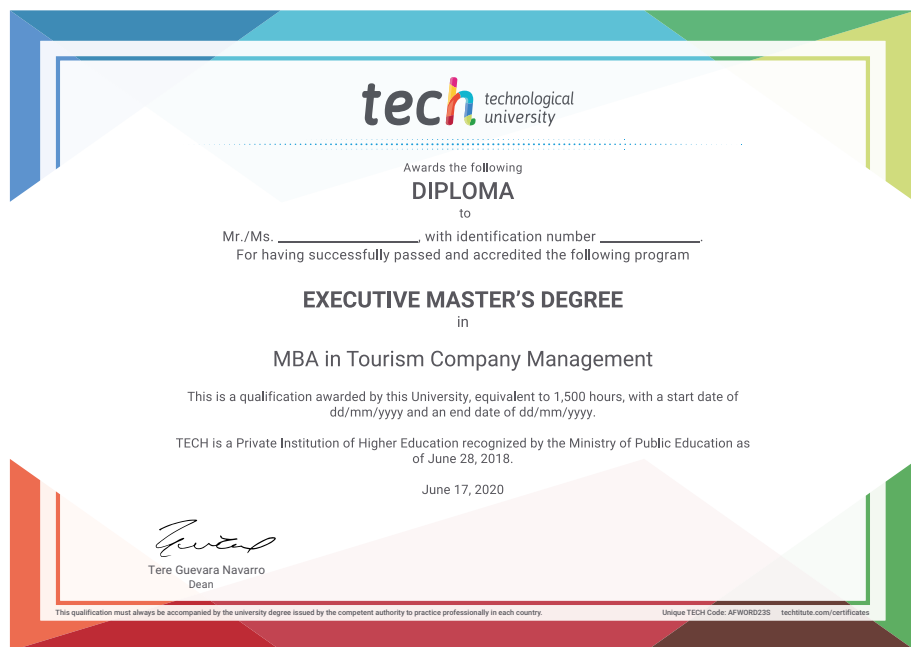 tech technological
university
Awards the following
DIPLOMA
to
Mr./Ms. ____________, with identification number ____________.
For having successfully passed and accredited the following program
EXECUTIVE MASTER'S DEGREE
in
MBA in Tourism Company Management
This is a qualification awarded by this University, equivalent to 1,500 hours, with a start date of
dd/mm/yyyy and an end date of dd/mm/yyyy.
TECH is a Private Institution of Higher Education recognized by the Ministry of Public Education as
of June 28, 2018.
June 17, 2020
Tere Guevara Navarro
Dean
This qualification must always be accompanied by the university degree issued by the competent authority to practice professionally in each country.
Unique TECH Code: AFWORD23S techtitute.com/certificates